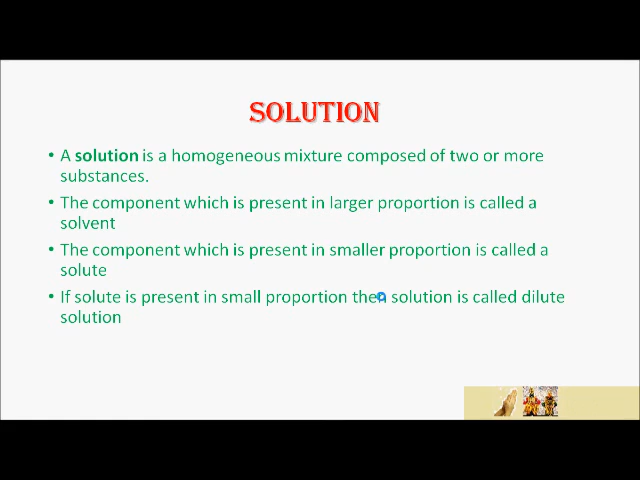 SOLUTION
• A solution is a homogeneous mixture composed of two or more
substances.
• The component which is present in larger proportion is called a
solvent
• The component which is present in smaller proportion is called a
solute
• If solute is present in small proportion then solution is called dilute
solution